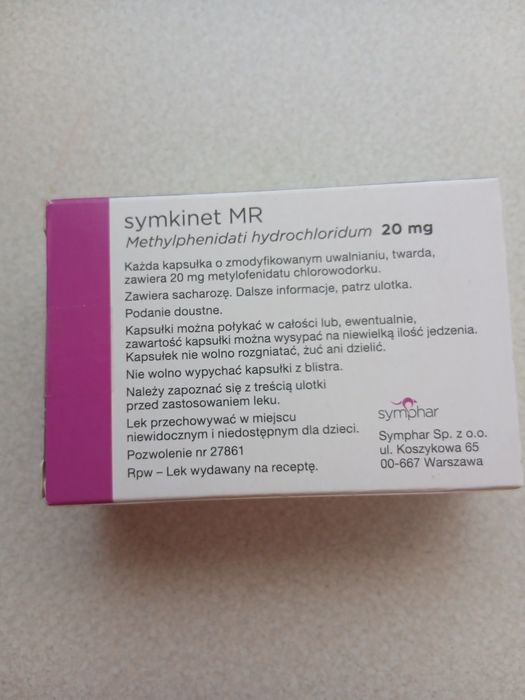 symkinet MR
Methylphenidati hydrochloridum 20 mg
Każda kapsułka o zmodyfikowanym uwalnianiu, twarda,
zawiera 20 mg metylofenidatu chlorowodorku.
Zawiera sacharozę. Dalsze informacje, patrz ulotka.
Podanie doustne.
Kapsułki można połykać w całości lub, ewentualnie,
zawartość kapsułki można wysypać na niewielką ilość jedzenia.
Kapsułek nie wolno rozgniatać, żuć ani dzielić.
Nie wolno wypychać kapsułki z blistra.
Należy zapoznać się z treścią ulotki
przed zastosowaniem leku.
Lek przechowywać w miejscu
niewidocznym i niedostępnym dla dzieci.
Pozwolenie nr 27861
Rpw – Lek wydawany na receptę.
symphar
Symphar Sp. z o.o.
ul. Koszykowa 65
00-667 Warszawa